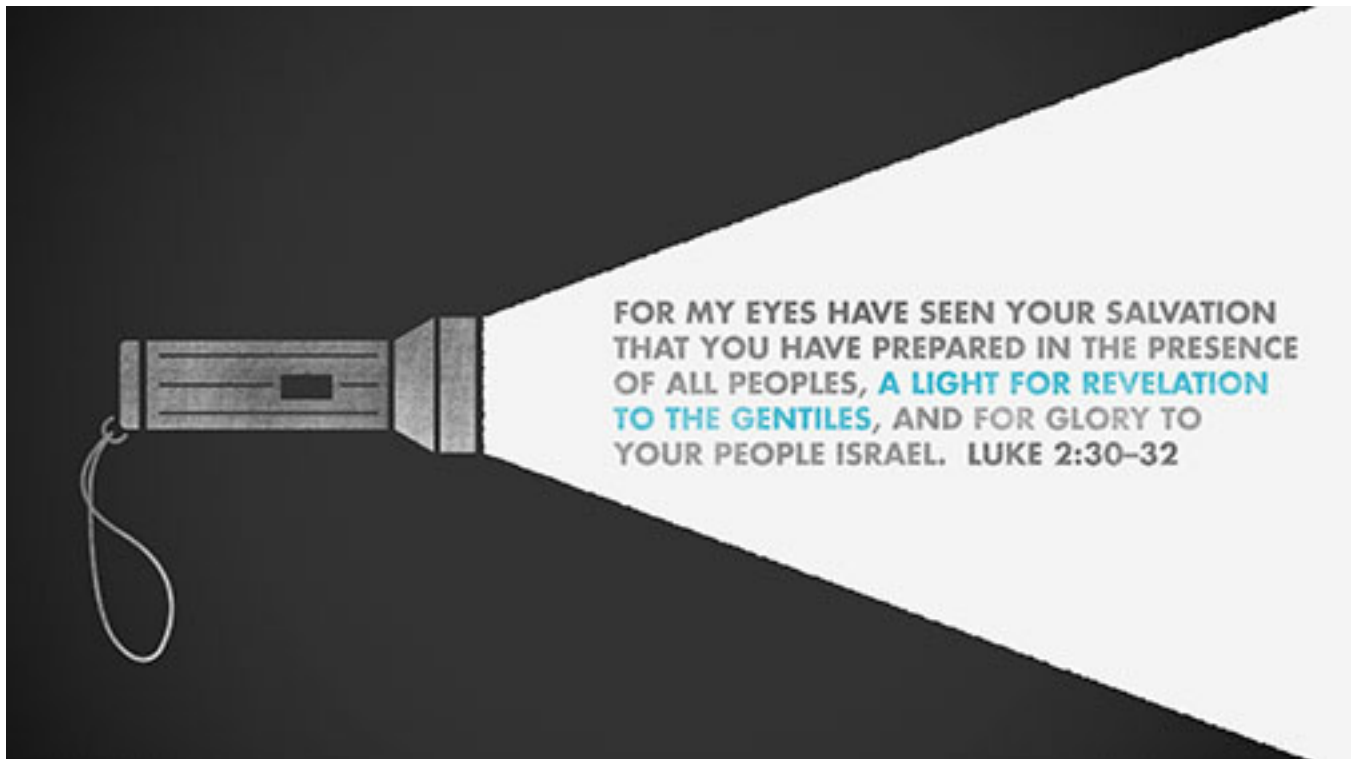 FOR MY EYES HAVE SEEN YOUR SALVATION
THAT YOU HAVE PREPARED IN THE PRESENCE
OF ALL PEOPLES, A LIGHT FOR REVELATION
TO THE GENTILES, AND FOR GLORY TO
YOUR PEOPLE ISRAEL.  LUKE 2:30–32